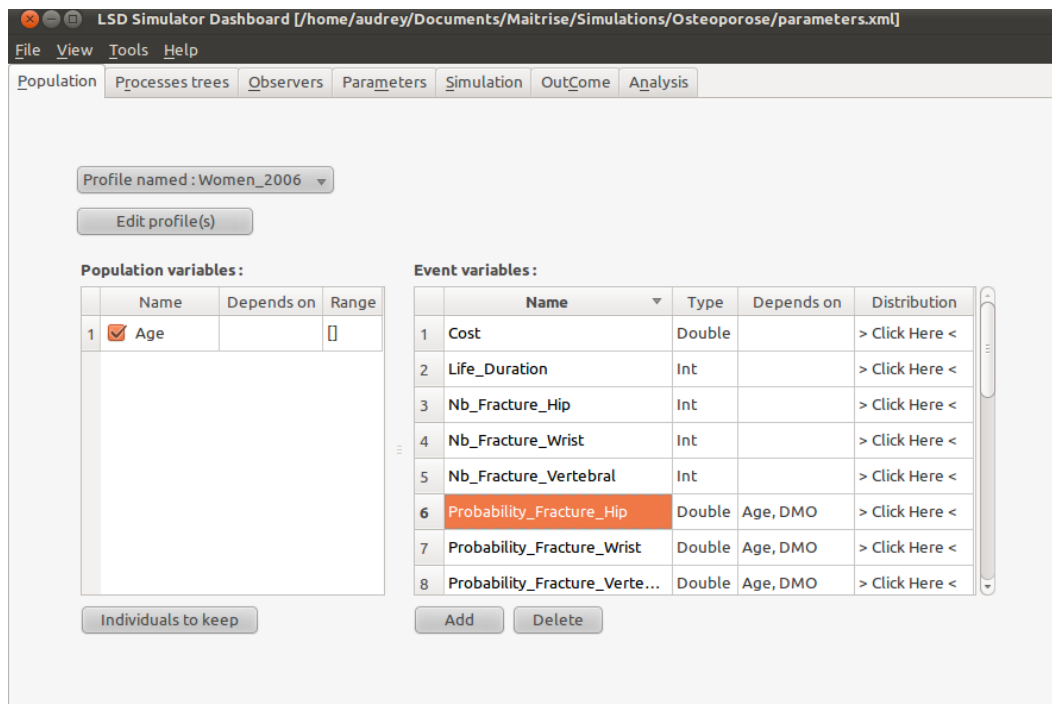 LSD Simulator Dashboard [/home/audrey/Documents/Maitrise/Simulations/Osteoporose/parameters.xml]
File View Tools Help
Population Processes trees Observers Parameters Simulation OutCome Analysis
Profile named : Women_2006
Edit profile(s)
Population variables :
Name Depends on Range
1 Age []
Individuals to keep
Event variables :
Name Type Depends on Distribution
1 Cost Double > Click Here <
2 Life_Duration Int > Click Here <
3 Nb_Fracture_Hip Int > Click Here <
4 Nb_Fracture_Wrist Int > Click Here <
5 Nb_Fracture_Vertebral Int > Click Here <
6 Probability_Fracture_Hip Double Age, DMO > Click Here <
7 Probability_Fracture_Wrist Double Age, DMO > Click Here <
8 Probability_Fracture_Verte... Double Age, DMO > Click Here <
Add Delete